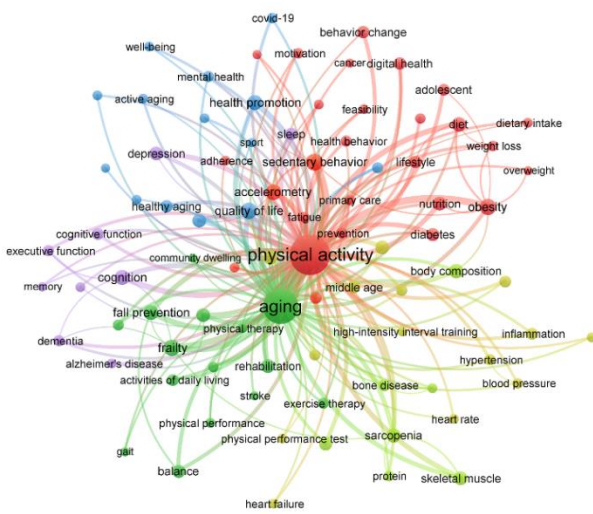 covid-19
behavior change
well-being
motivation
cancer
digital health
mental health
adolescent
active aging
health promotion
feasibility
diet
dietary intake
sport
sleep
health behavior
weight loss
depression
adherence
sedentary behavior
lifestyle
overweight
accelerometry
primary care
healthy aging
quality of life
fatigue
nutrition
obesity
cognitive function
prevention
diabetes
executive function
community dwelling
physical activity
body composition
cognition
memory
middle age
aging
fall prevention
physical therapy
high-intensity interval training
inflammation
dementia
frailty
alzheimer's disease
rehabilitation
hypertension
activities of daily living
bone disease
blood pressure
stroke
exercise therapy
physical performance
heart rate
gait
physical performance test
sarcopenia
balance
protein
skeletal muscle
heart failure